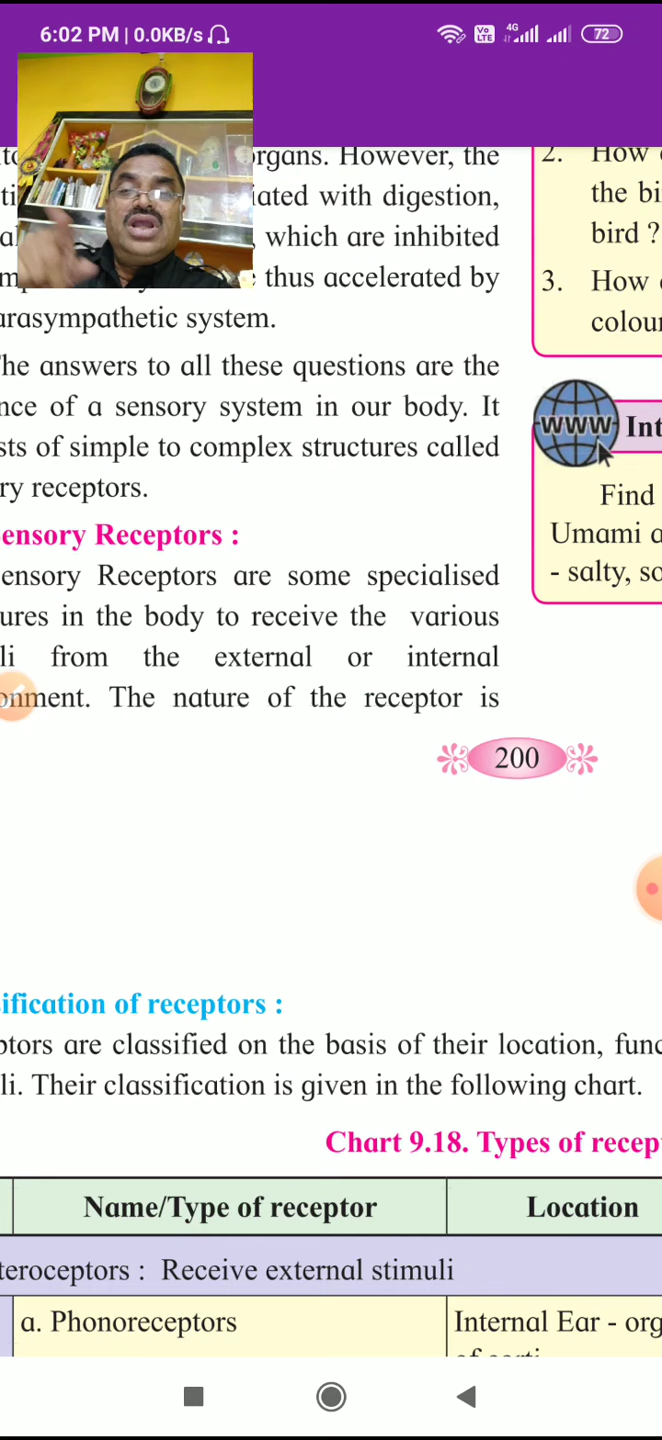 6:02 PM | 0.0KB/s
Vo LTE 4G 72
organs. However, the
iated with digestion,
, which are inhibited
thus accelerated by
arasympathetic system.
he answers to all these questions are the
nce of a sensory system in our body. It
sts of simple to complex structures called
ry receptors.
ensory Receptors :
ensory Receptors are some specialised
ures in the body to receive the various
li from the external or internal
onment. The nature of the receptor is
2. How
the bi
bird ?
3. How
colour
www Int
Find
Umami a
- salty, so
200
ification of receptors :
ptors are classified on the basis of their location, func
li. Their classification is given in the following chart.
Chart 9.18. Types of recep
Name/Type of receptor Location
teroceptors : Receive external stimuli
a. Phonoreceptors Internal Ear - org